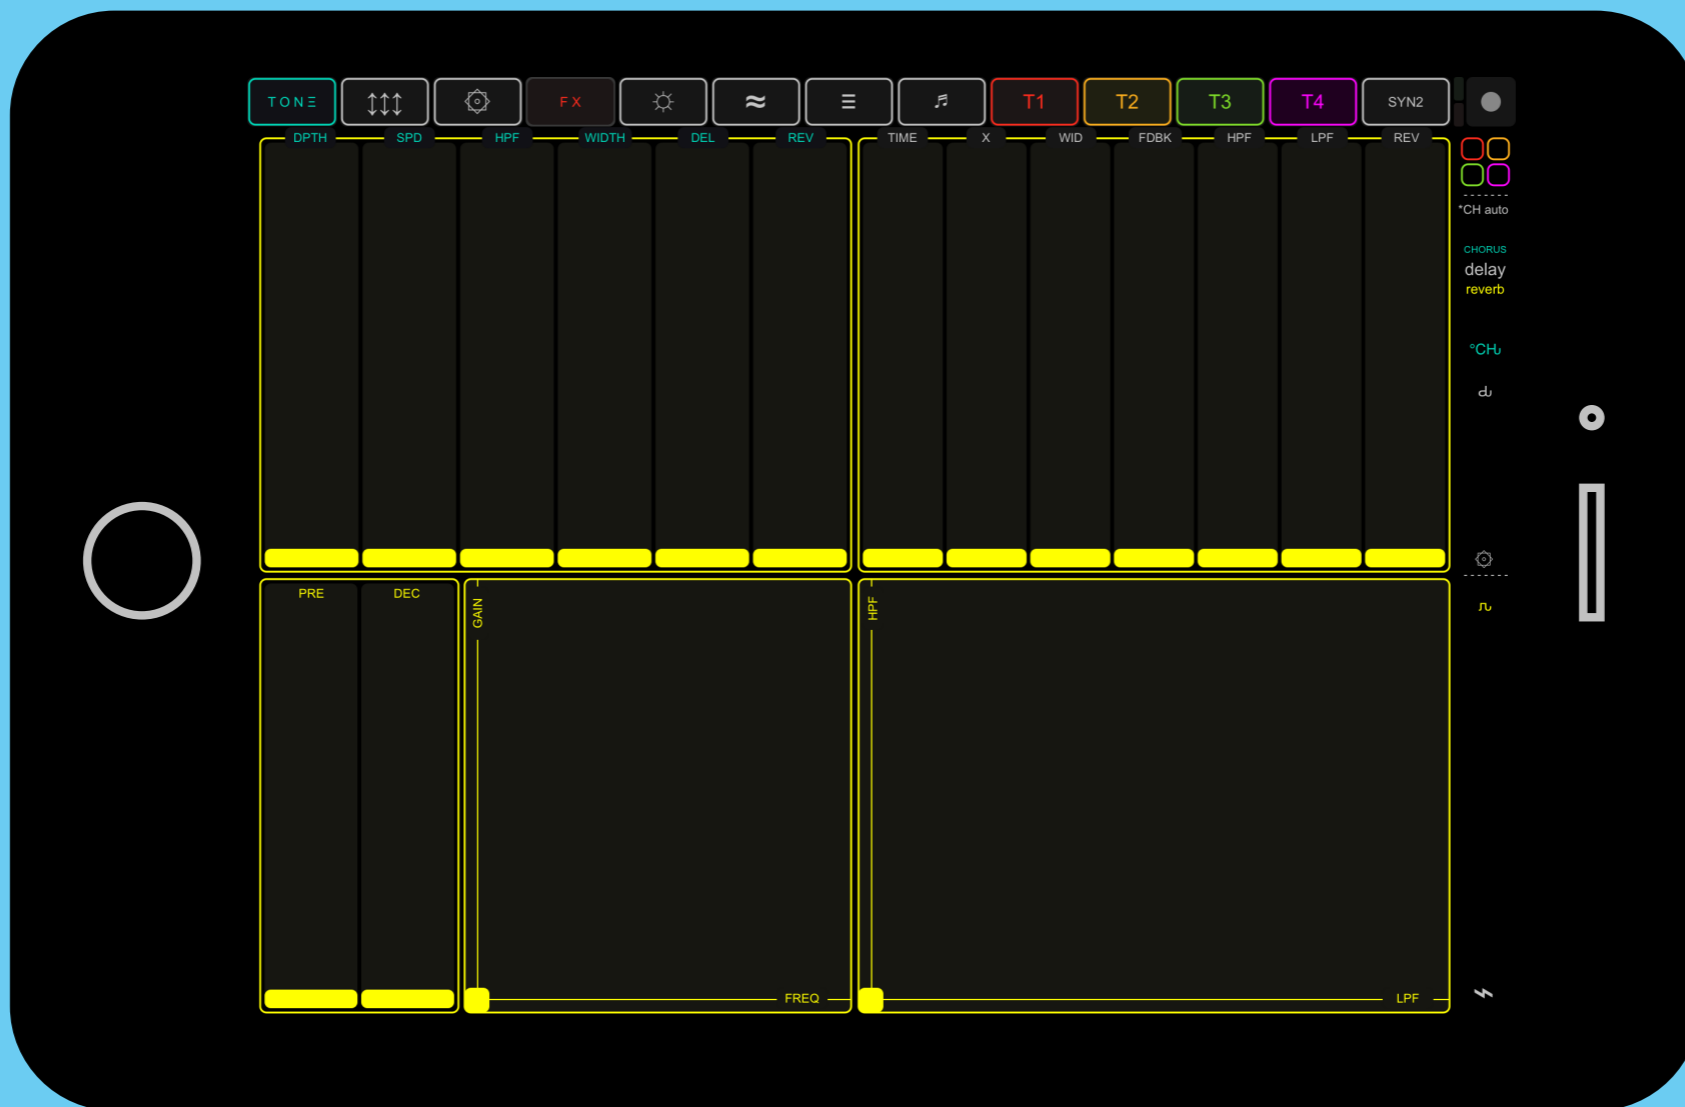 TONΞ FX T1 T2 T3 T4 SYN2
DPTH SPD HPF WIDTH DEL REV TIME X WID FDBK HPF LPF REV
*CH auto
CHORUS
delay
reverb
°CH
PRE DEC GAIN HPF
FREQ LPF